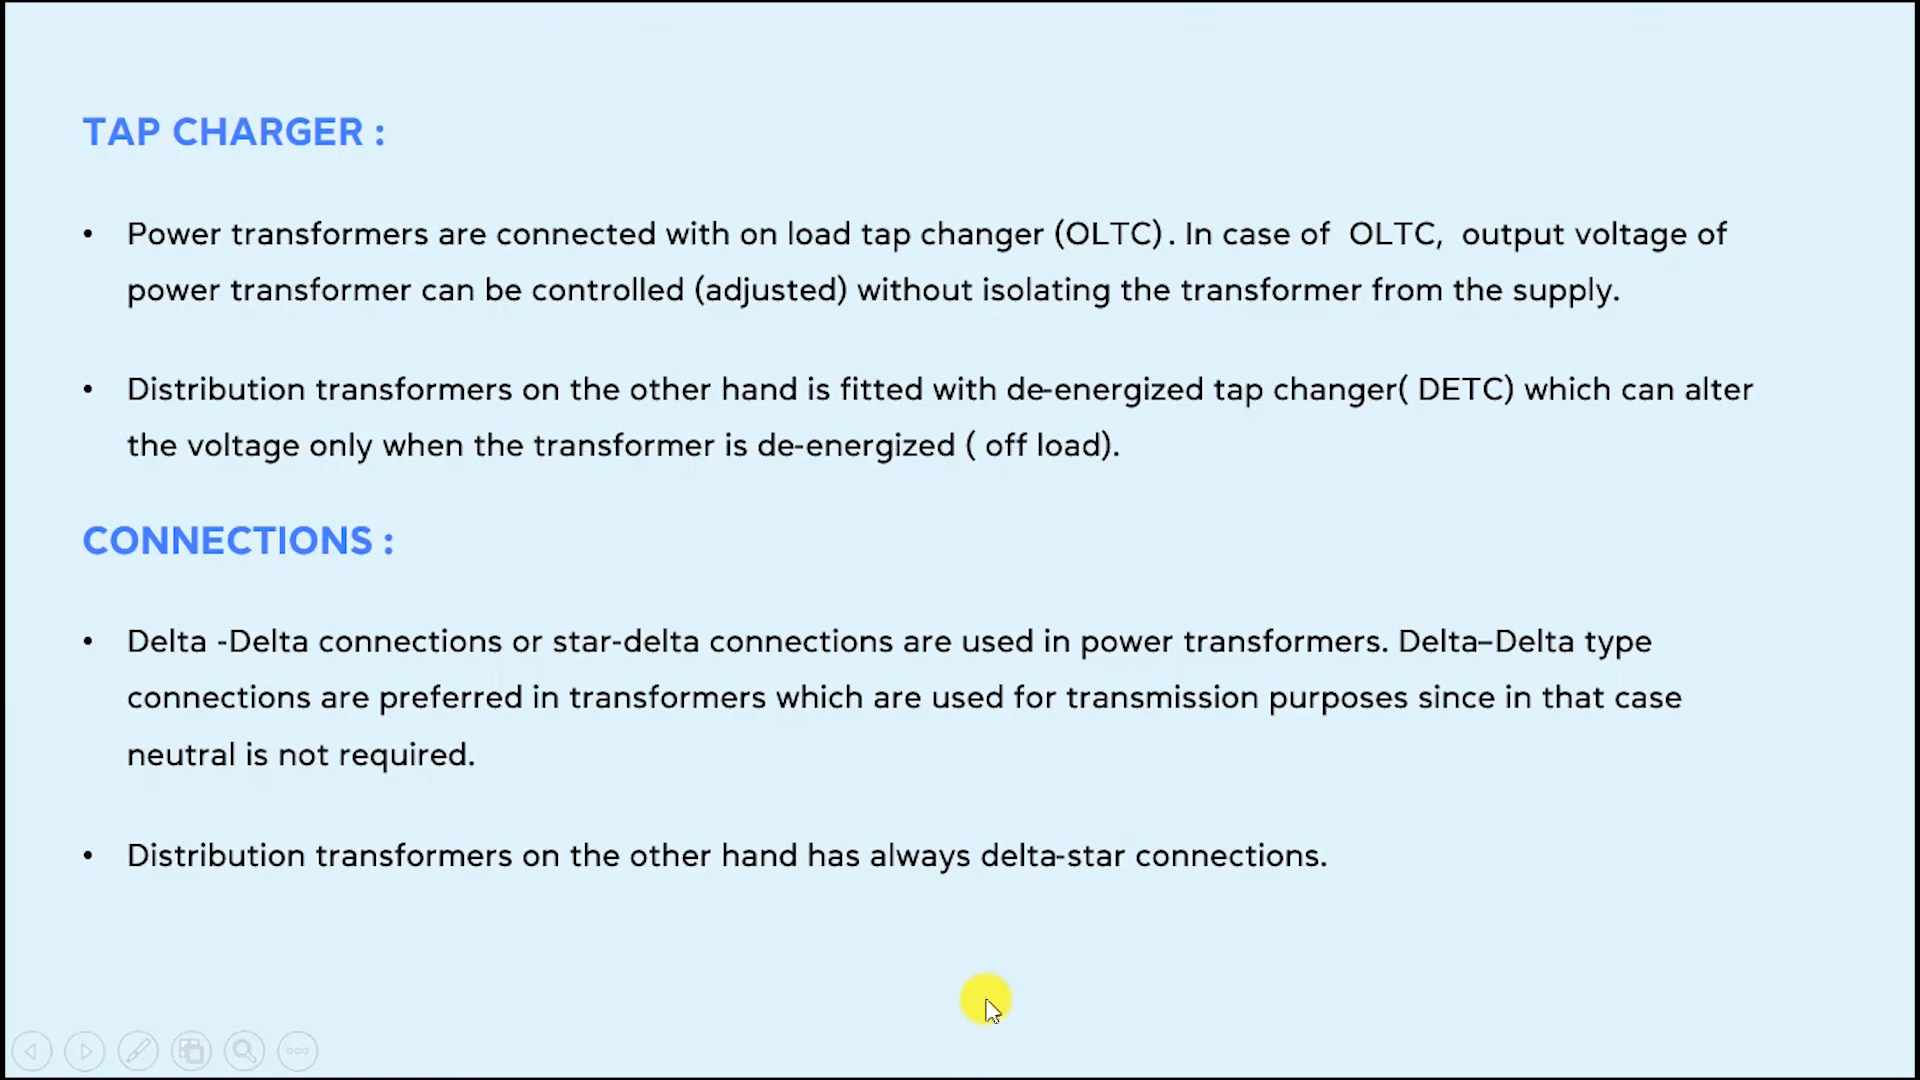 TAP CHARGER :
• Power transformers are connected with on load tap changer (OLTC). In case of OLTC, output voltage of
power transformer can be controlled (adjusted) without isolating the transformer from the supply.
• Distribution transformers on the other hand is fitted with de-energized tap changer( DETC) which can alter
the voltage only when the transformer is de-energized ( off load).
CONNECTIONS :
• Delta -Delta connections or star-delta connections are used in power transformers. Delta–Delta type
connections are preferred in transformers which are used for transmission purposes since in that case
neutral is not required.
• Distribution transformers on the other hand has always delta-star connections.